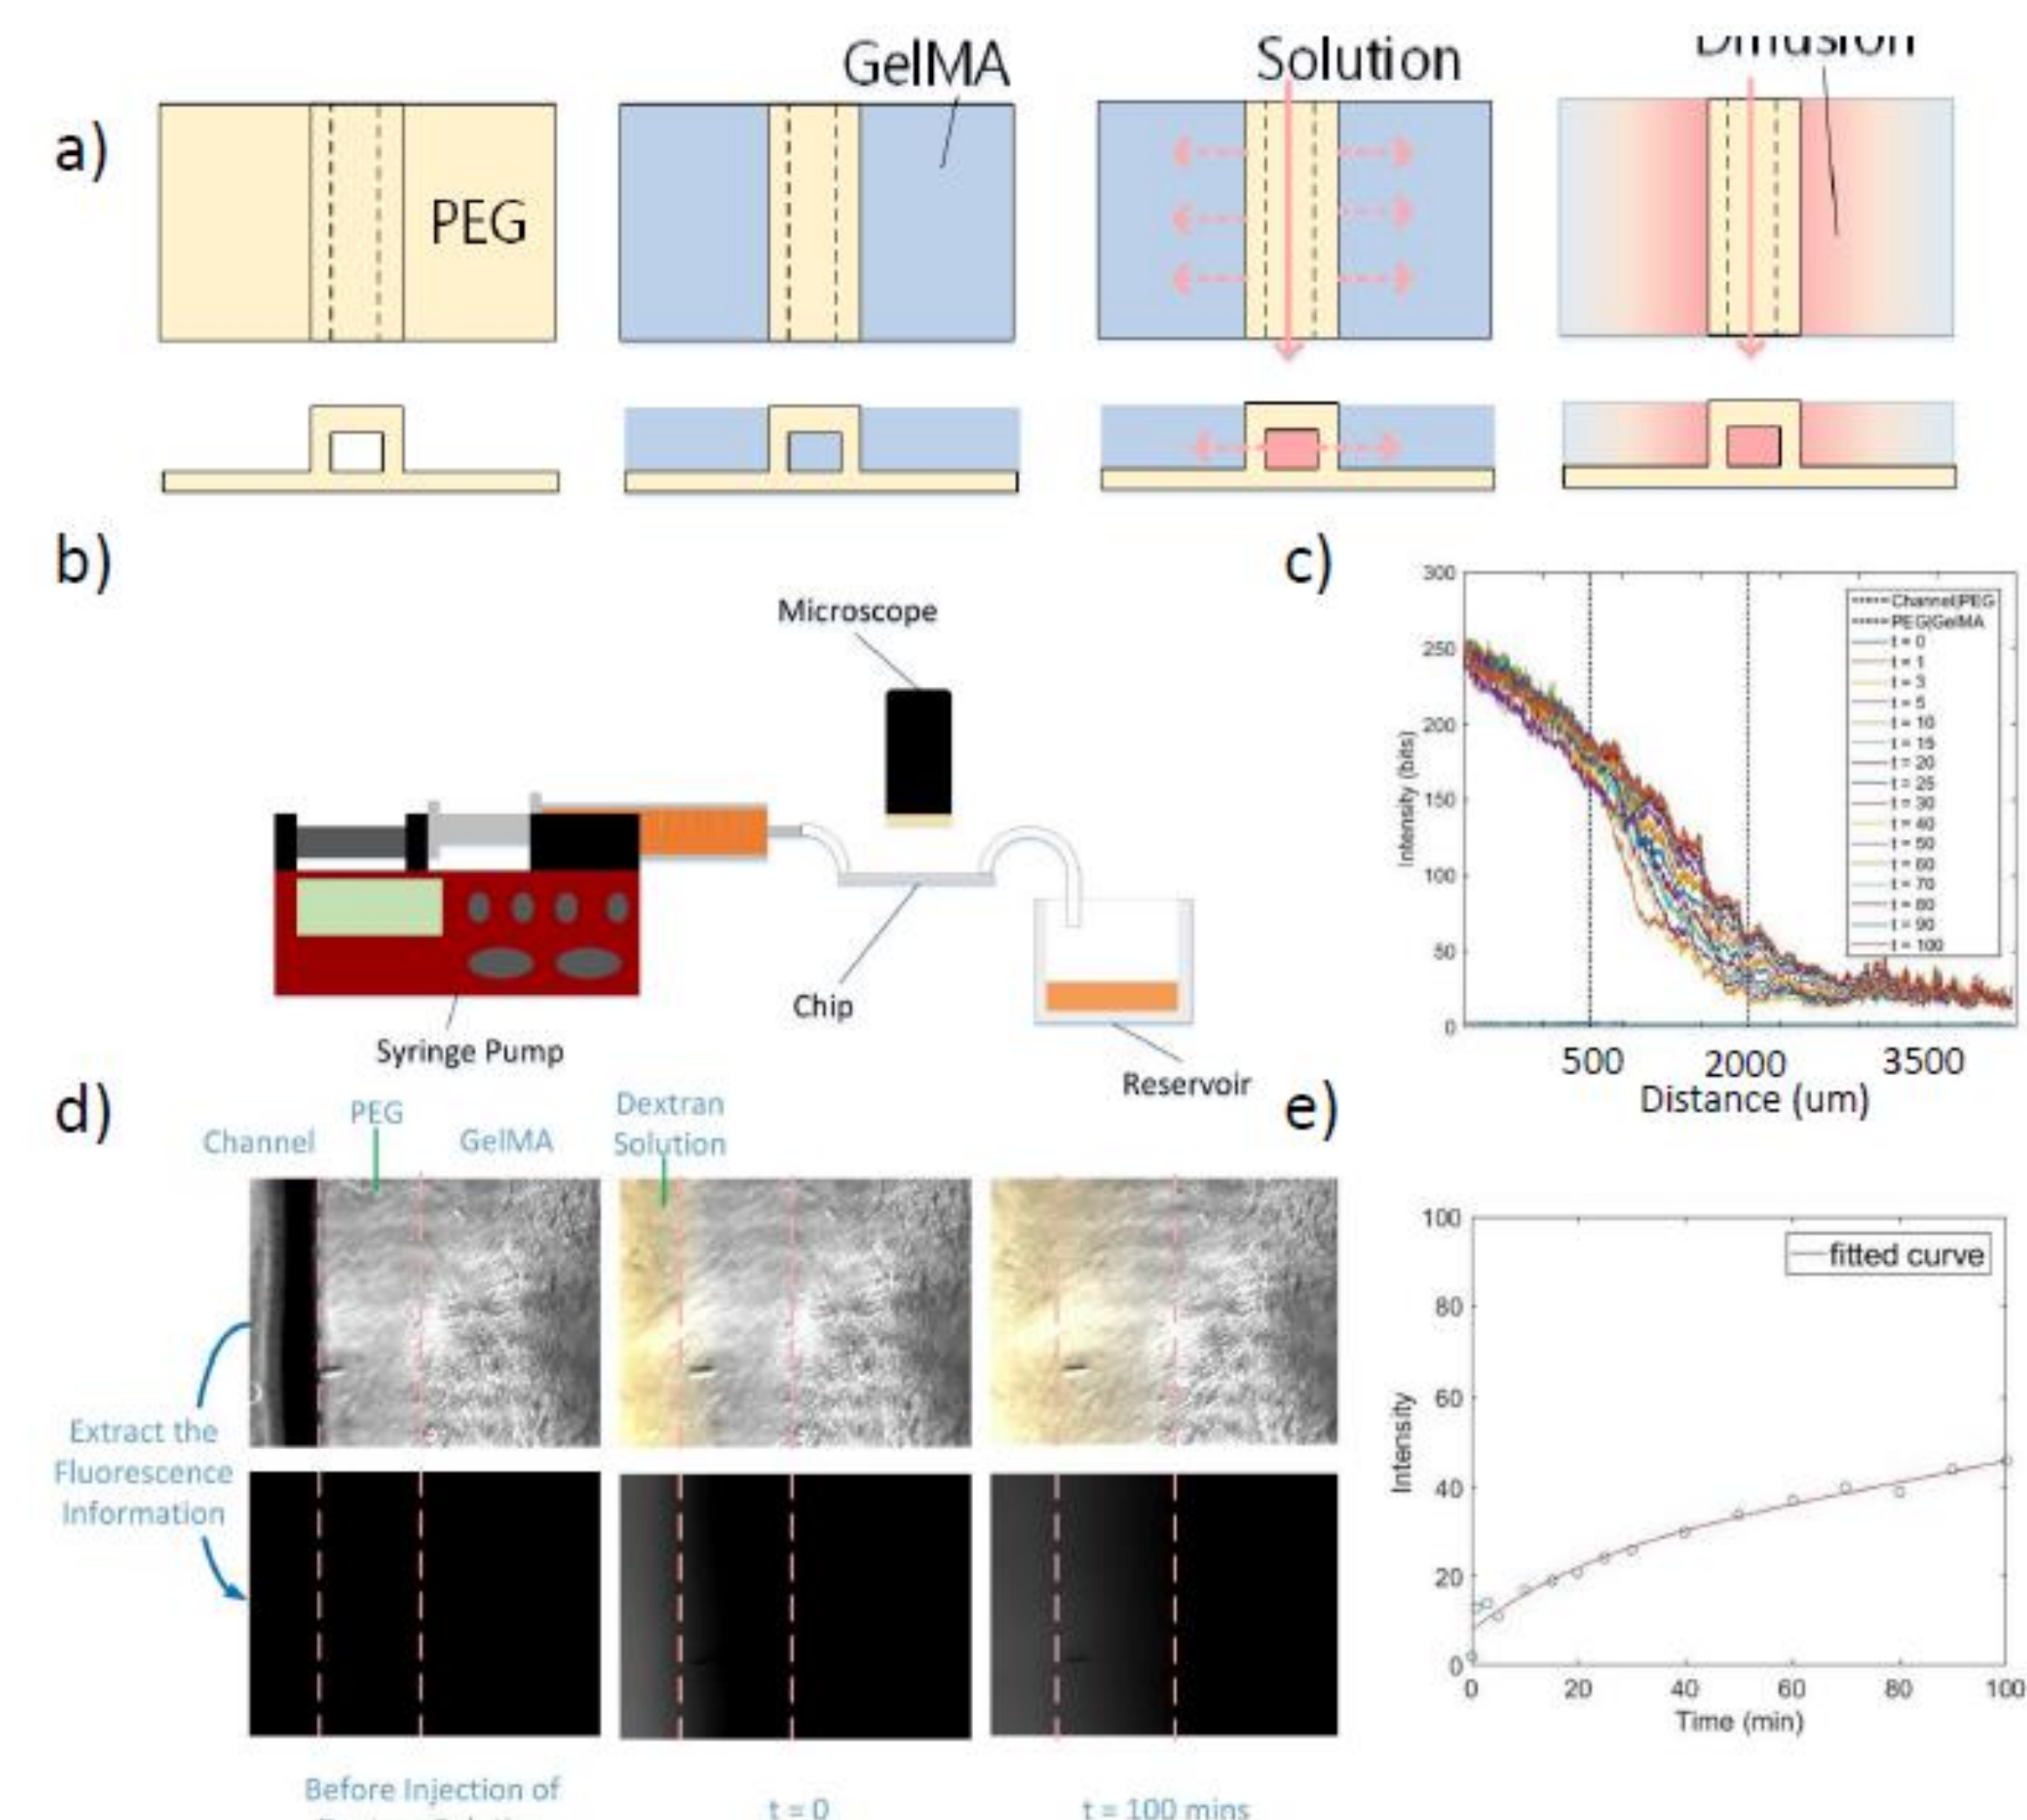 a)
GelMA
Solution
Diffusion
PEG
b)
Microscope
Chip
Syringe Pump
Reservoir
c)
300
250
200
150
100
50
0
Intensity (bits)
Channel|PEG
PEG|GelMA
t = 0
t = 1
t = 3
t = 5
t = 10
t = 15
t = 20
t = 25
t = 30
t = 40
t = 50
t = 60
t = 70
t = 80
t = 90
t = 100
500 2000 3500
Distance (um)
d)
Channel
PEG
GelMA
Dextran
Solution
Extract the
Fluorescence
Information
Before Injection of
t = 0
t = 100 mins
e)
100
80
60
40
20
0
Intensity
fitted curve
0 20 40 60 80 100
Time (min)